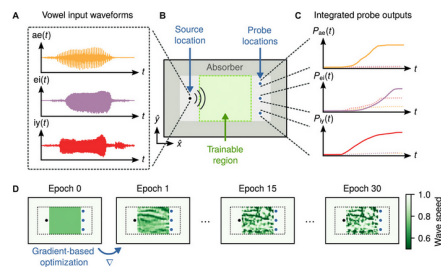 A Vowel input waveforms
ae(t)
t
ei(t)
t
iy(t)
t
B Source location
Probe locations
Absorber
Trainable region
ŷ
x̂
C Integrated probe outputs
Pae(t)
t
Pei(t)
t
Piy(t)
t
D Epoch 0 Epoch 1 Epoch 15 Epoch 30
... ...
Gradient-based optimization ∇
Wave speed
1.0
0.8
0.6